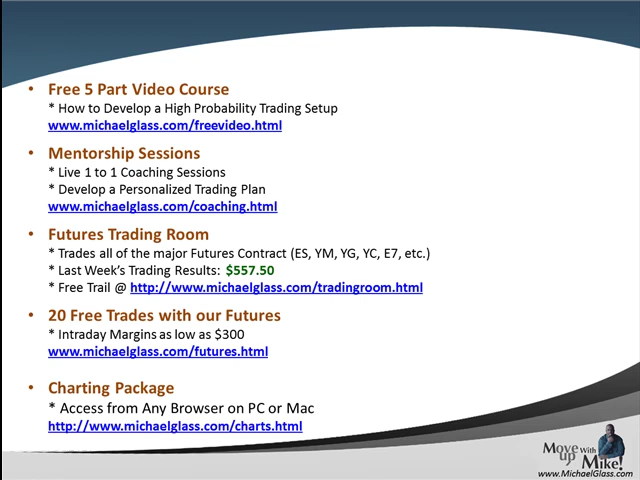 • Free 5 Part Video Course
* How to Develop a High Probability Trading Setup
www.michaelglass.com/freevideo.html
• Mentorship Sessions
* Live 1 to 1 Coaching Sessions
* Develop a Personalized Trading Plan
www.michaelglass.com/coaching.html
• Futures Trading Room
* Trades all of the major Futures Contract (ES, YM, YG, YC, E7, etc.)
* Last Week's Trading Results: $557.50
* Free Trail @ http://www.michaelglass.com/tradingroom.html
• 20 Free Trades with our Futures
* Intraday Margins as low as $300
www.michaelglass.com/futures.html
• Charting Package
* Access from Any Browser on PC or Mac
http://www.michaelglass.com/charts.html
Move up With Mike!
www.MichaelGlass.com